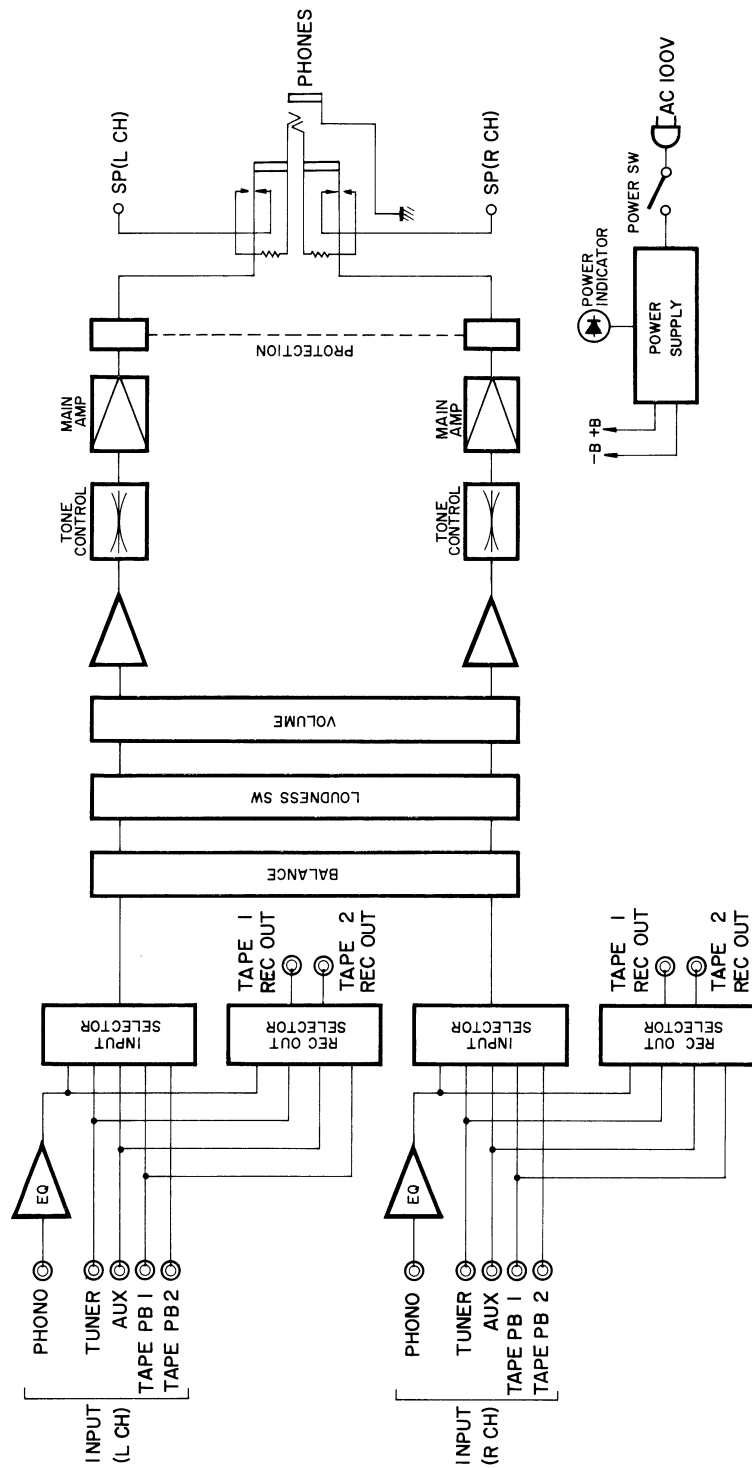 INPUT
(L CH)
PHONO
TUNER
AUX
TAPE PB 1
TAPE PB2
EQ
INPUT
SELECTOR
REC OUT
SELECTOR
TAPE 1
REC OUT
TAPE 2
REC OUT
INPUT
(R CH)
PHONO
TUNER
AUX
TAPE PB 1
TAPE PB 2
EQ
INPUT
SELECTOR
REC OUT
SELECTOR
TAPE 1
REC OUT
TAPE 2
REC OUT
BALANCE
LOUDNESS SW
VOLUME
TONE
CONTROL
MAIN
AMP
TONE
CONTROL
MAIN
AMP
PROTECTION
SP(L CH)
PHONES
SP(R CH)
-B +B
POWER
SUPPLY
POWER
INDICATOR
POWER SW
AC 100V